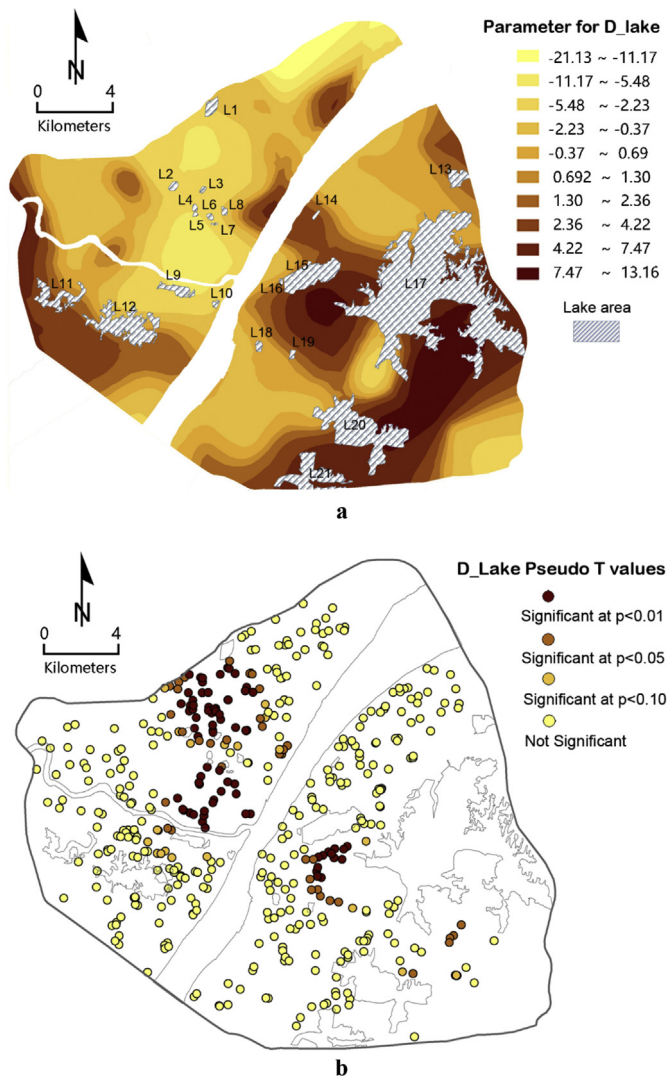 Parameter for D_lake
N
0 4
Kilometers
-21.13 ~ -11.17
-11.17 ~ -5.48
-5.48 ~ -2.23
-2.23 ~ -0.37
-0.37 ~ 0.69
0.692 ~ 1.30
1.30 ~ 2.36
2.36 ~ 4.22
4.22 ~ 7.47
7.47 ~ 13.16
Lake area
L1
L2
L3
L4
L6
L8
L5
L7
L13
L14
L9
L10
L11
L12
L15
L16
L17
L18
L19
L20
L21
a
D_Lake Pseudo T values
N
0 4
Kilometers
Significant at p<0.01
Significant at p<0.05
Significant at p<0.10
Not Significant
b